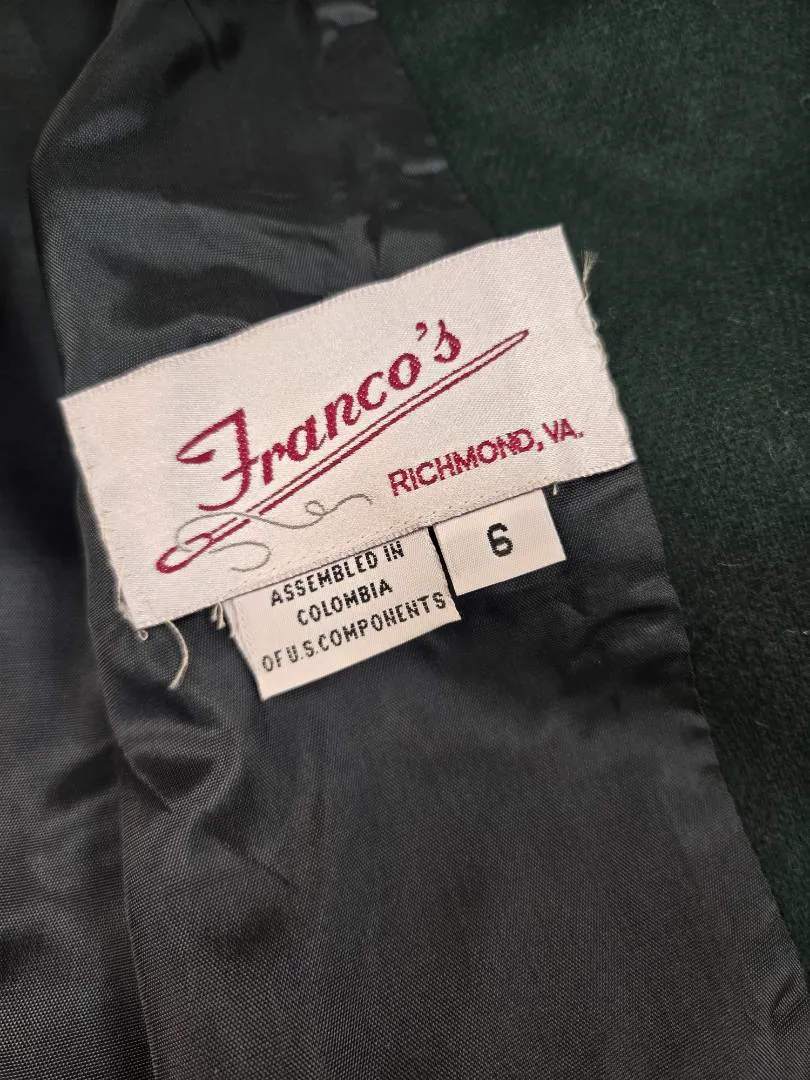 Franco's
RICHMOND, VA.
6
ASSEMBLED IN
COLOMBIA
OF U.S. COMPONENTS